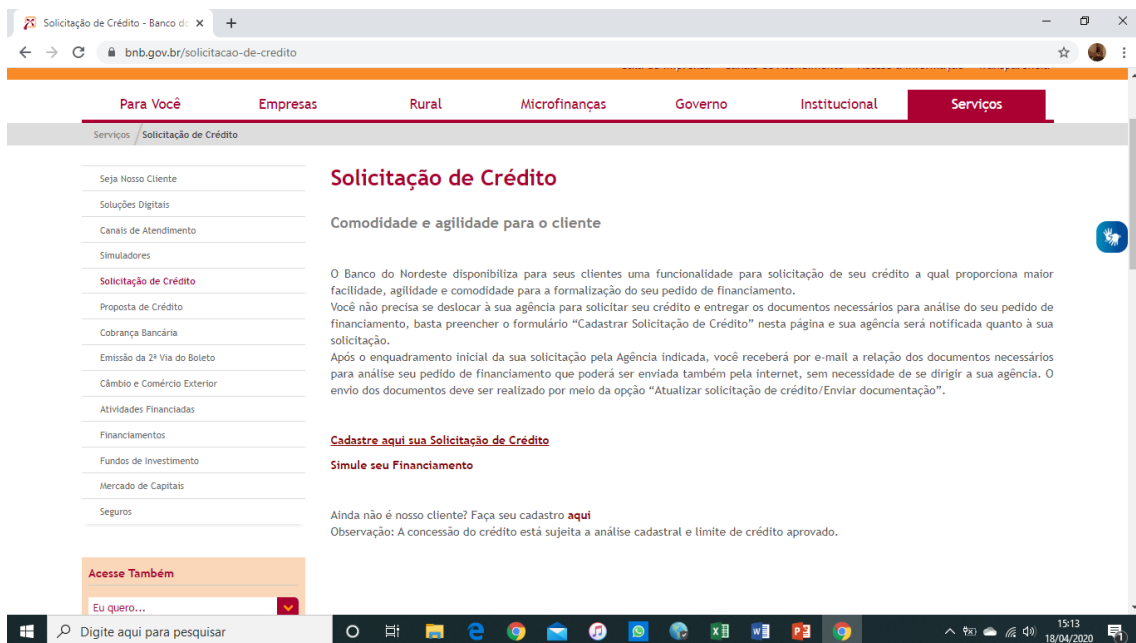 Solicitação de Crédito - Banco do
bnb.gov.br/solicitacao-de-credito
Para Você Empresas Rural Microfinanças Governo Institucional Serviços
Serviços / Solicitação de Crédito
Seja Nosso Cliente
Soluções Digitais
Canais de Atendimento
Simuladores
Solicitação de Crédito
Proposta de Crédito
Cobrança Bancária
Emissão da 2ª Via do Boleto
Câmbio e Comércio Exterior
Atividades Financiadas
Financiamentos
Fundos de Investimento
Mercado de Capitais
Seguros
Acesse Também
Eu quero...
Solicitação de Crédito
Comodidade e agilidade para o cliente
O Banco do Nordeste disponibiliza para seus clientes uma funcionalidade para solicitação de seu crédito a qual proporciona maior
facilidade, agilidade e comodidade para a formalização do seu pedido de financiamento.
Você não precisa se deslocar à sua agência para solicitar seu crédito e entregar os documentos necessários para análise do seu pedido de
financiamento, basta preencher o formulário “Cadastrar Solicitação de Crédito” nesta página e sua agência será notificada quanto à sua
solicitação.
Após o enquadramento inicial da sua solicitação pela Agência indicada, você receberá por e-mail a relação dos documentos necessários
para análise seu pedido de financiamento que poderá ser enviada também pela internet, sem necessidade de se dirigir a sua agência. O
envio dos documentos deve ser realizado por meio da opção “Atualizar solicitação de crédito/Enviar documentação”.
Cadastre aqui sua Solicitação de Crédito
Simule seu Financiamento
Ainda não é nosso cliente? Faça seu cadastro aqui
Observação: A concessão do crédito está sujeita a análise cadastral e limite de crédito aprovado.
Digite aqui para pesquisar
15:13
18/04/2020